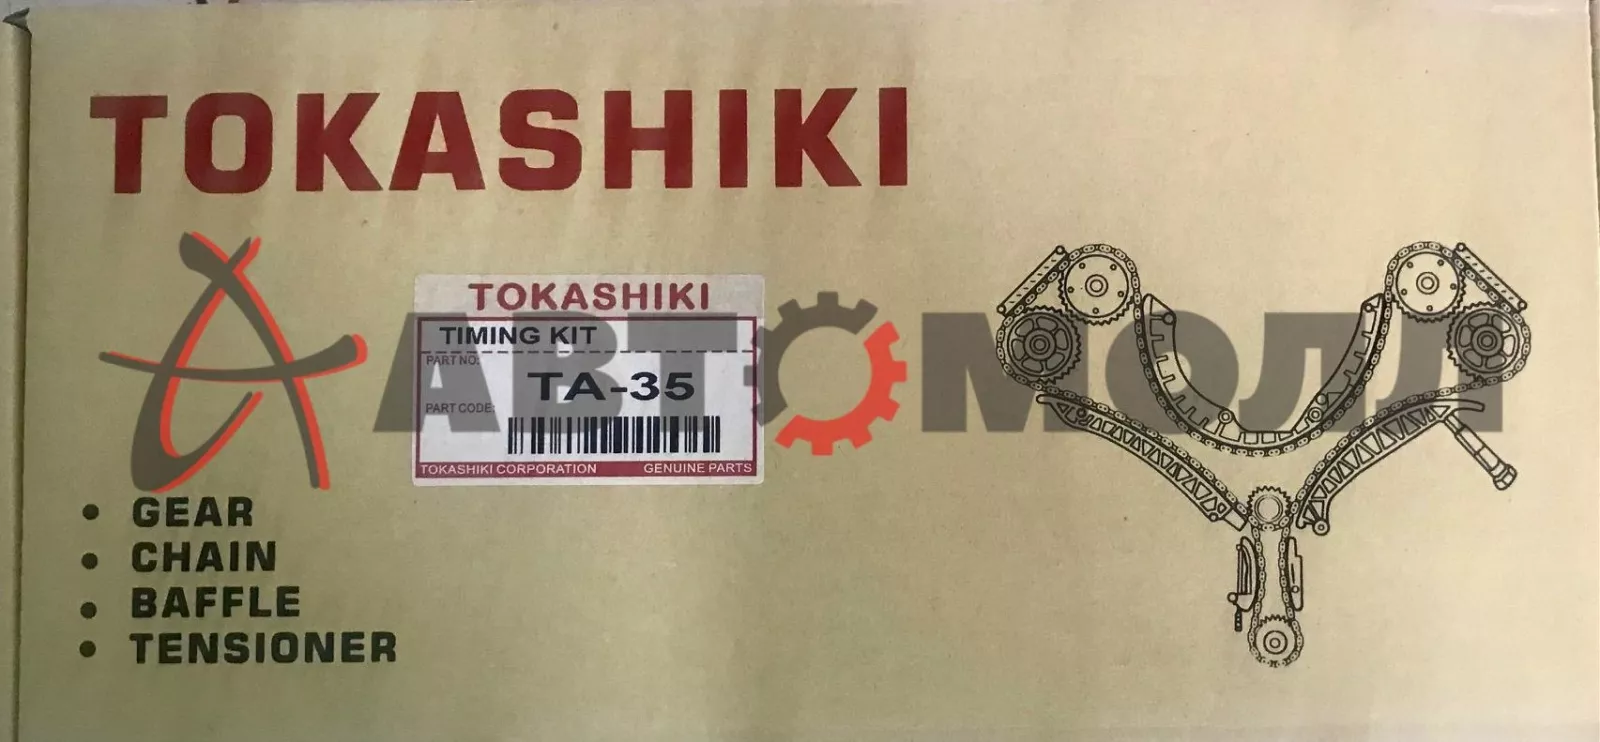 TOKASHIKI
TOKASHIKI
TIMING KIT
PART NO:
TA-35
PART CODE:
TOKASHIKI CORPORATION GENUINE PARTS
АВТОМОЛЛ
• GEAR
• CHAIN
• BAFFLE
• TENSIONER